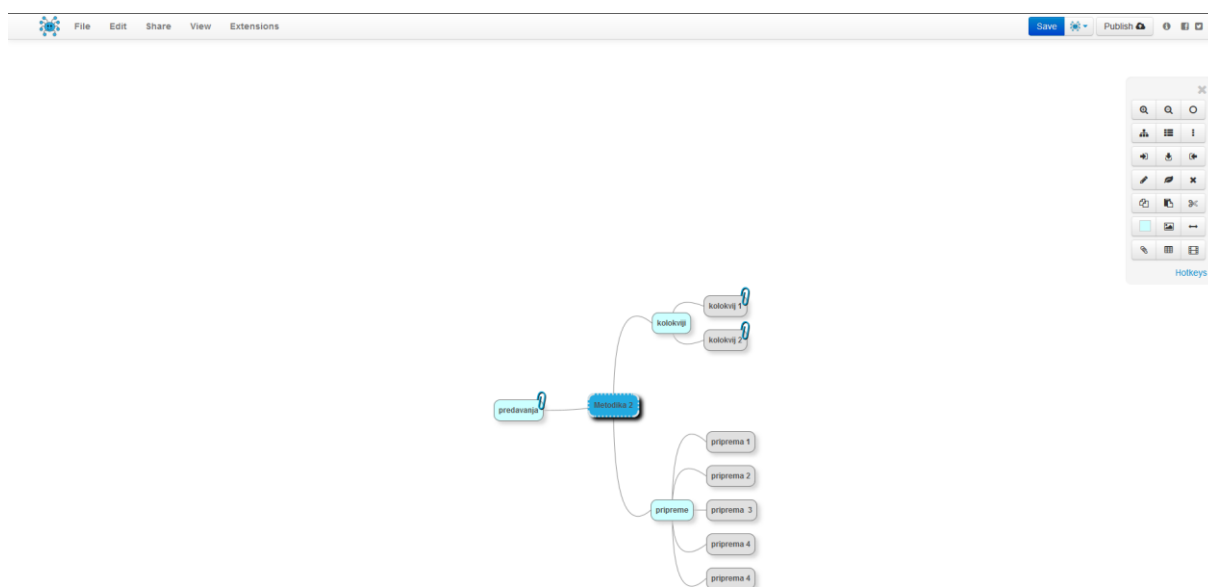 File Edit Share View Extensions
Save Publish
Hotkeys
kolokviji
kolokvij 1
kolokvij 2
predavanja
Metodika 2
pripreme
priprema 1
priprema 2
priprema 3
priprema 4
priprema 4